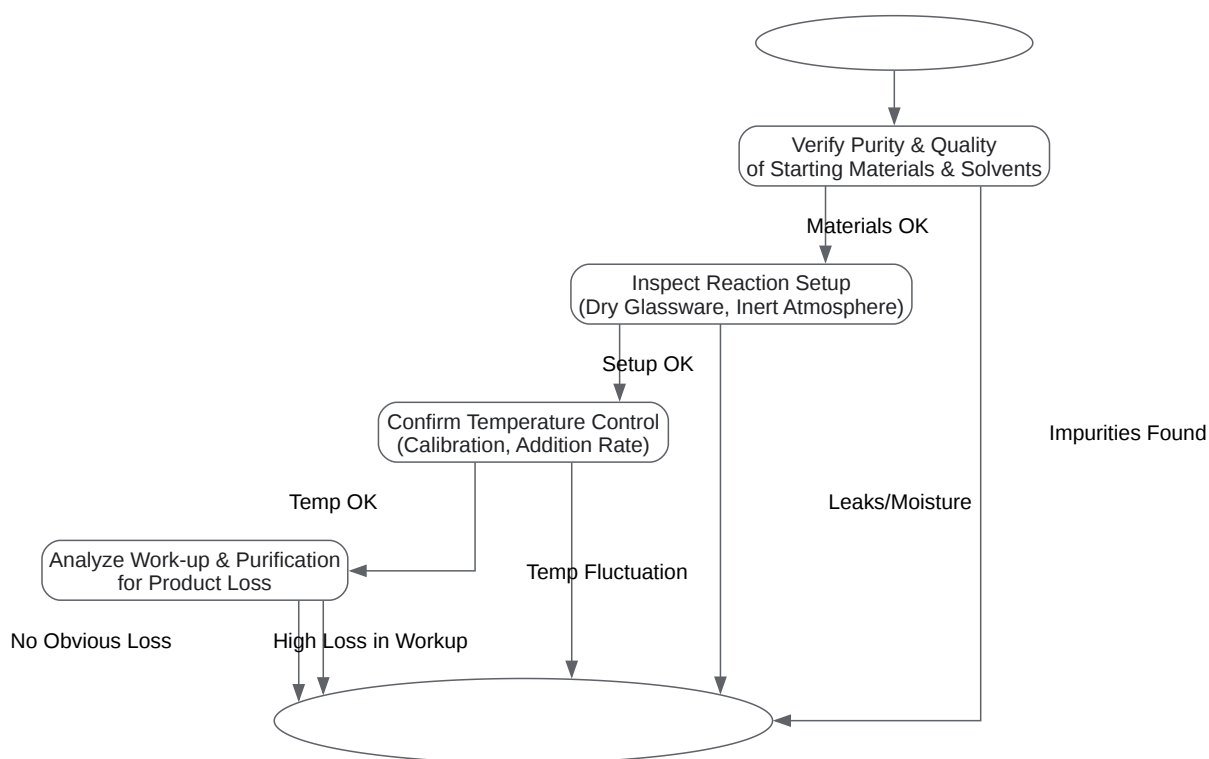 Verify Purity & Quality
of Starting Materials & Solvents
Materials OK
Inspect Reaction Setup
(Dry Glassware, Inert Atmosphere)
Setup OK
Confirm Temperature Control
(Calibration, Addition Rate)
Impurities Found
Temp OK
Leaks/Moisture
Analyze Work-up & Purification
for Product Loss
Temp Fluctuation
No Obvious Loss
High Loss in Workup